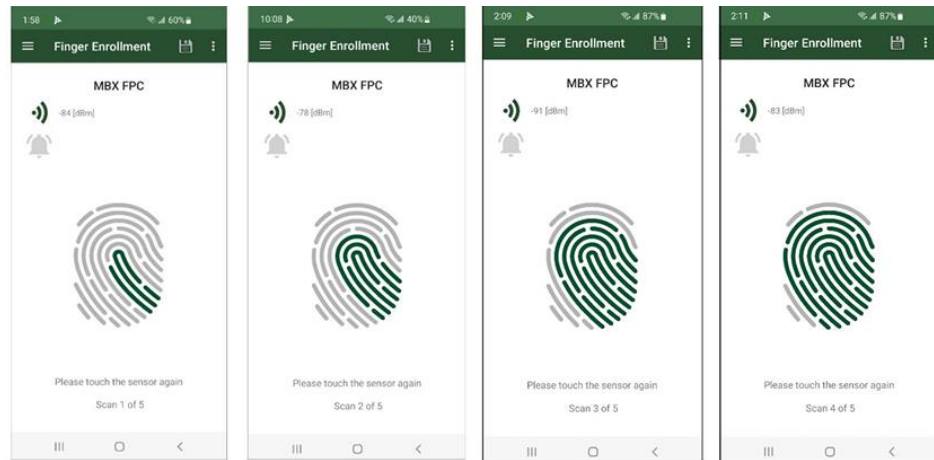 1:58 60%
Finger Enrollment
MBX FPC
-84 [dBm]
Please touch the sensor again
Scan 1 of 5
10:08 40%
Finger Enrollment
MBX FPC
-78 [dBm]
Please touch the sensor again
Scan 2 of 5
2:09 87%
Finger Enrollment
MBX FPC
-91 [dBm]
Please touch the sensor again
Scan 3 of 5
2:11 87%
Finger Enrollment
MBX FPC
-83 [dBm]
Please touch the sensor again
Scan 4 of 5